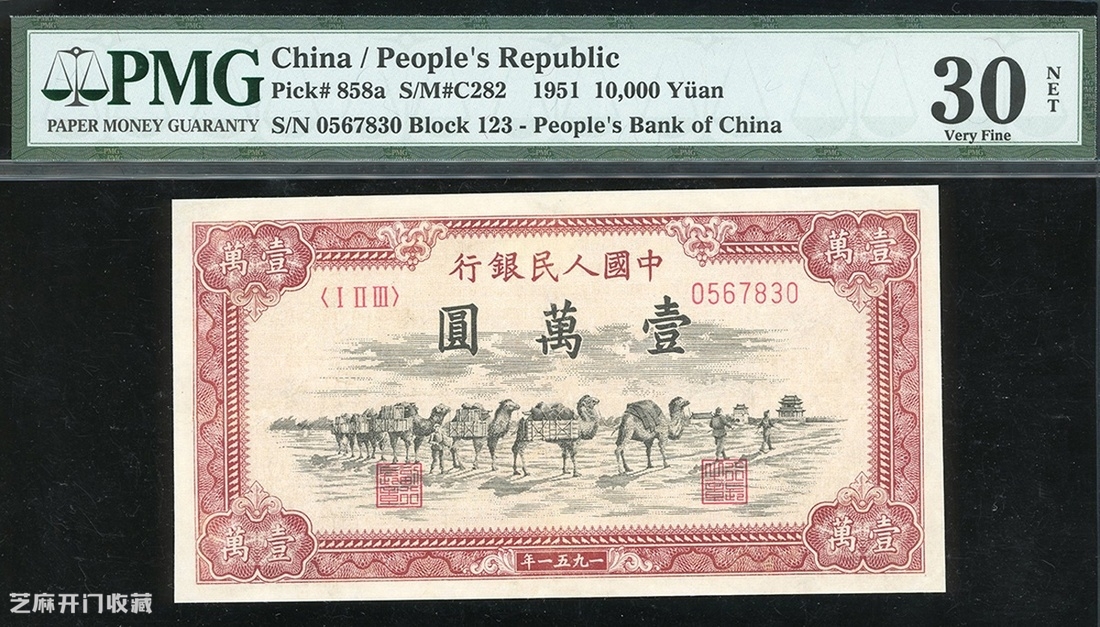 PMG
PAPER MONEY GUARANTY
China / People's Republic
Pick# 858a S/M#C282 1951 10,000 Yüan
S/N 0567830 Block 123 - People's Bank of China
30
NET
Very Fine
萬壹
萬壹
行銀民人國中
〈I II III〉
0567830
圓萬壹
萬壹
萬壹
年一五九一
芝麻开门收藏